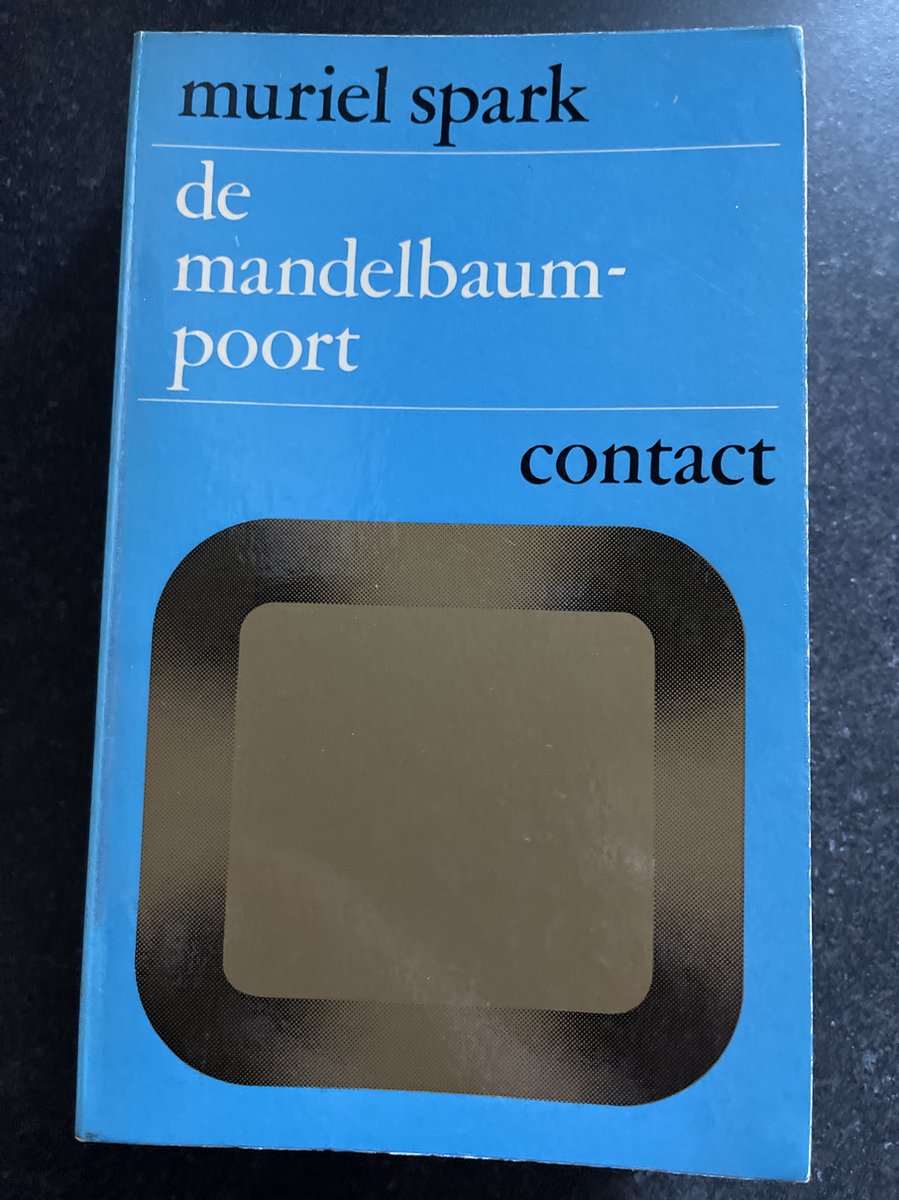 muriel spark
de
mandelbaum-
poort
contact